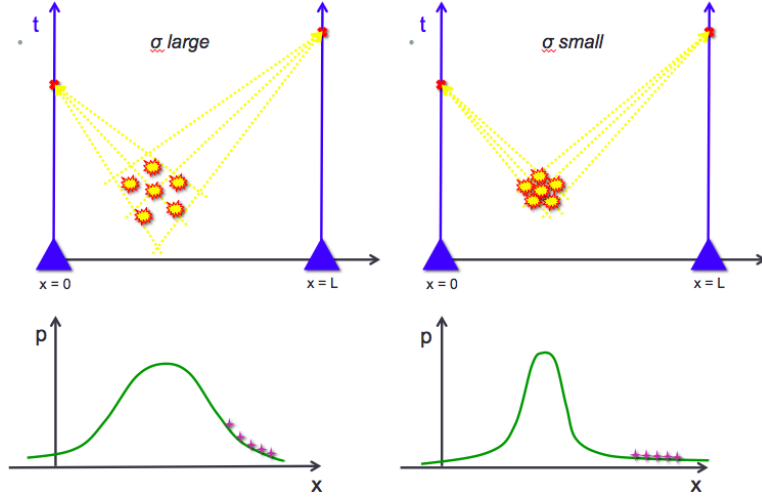 t
σ large
x = 0
x = L
t
σ small
x = 0
x = L
p
x
p
x